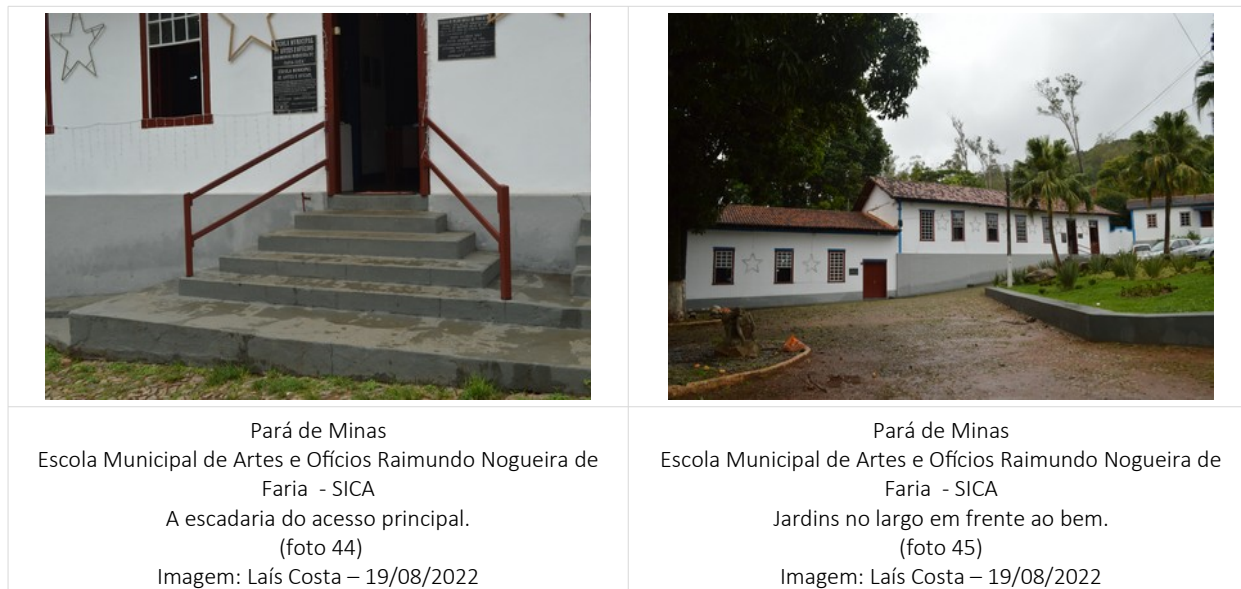 Pará de Minas
Escola Municipal de Artes e Ofícios Raimundo Nogueira de
Faria - SICA
A escadaria do acesso principal.
(foto 44)
Imagem: Laís Costa – 19/08/2022
Pará de Minas
Escola Municipal de Artes e Ofícios Raimundo Nogueira de
Faria - SICA
Jardins no largo em frente ao bem.
(foto 45)
Imagem: Laís Costa – 19/08/2022